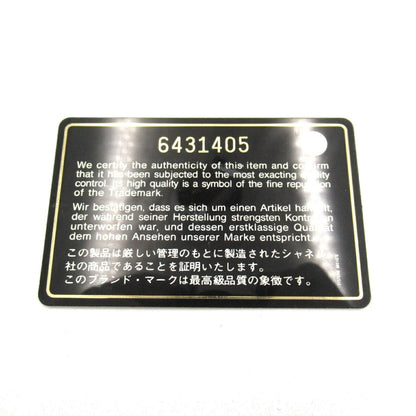 6431405
We certify the authenticity of this item and confirm
that it has been subjected to the most exacting quality
control. Its high quality is a symbol of the fine reputation
of the Trademark.
Wir bestätigen, dass es sich um einen Artikel handelt,
der während seiner Herstellung strengsten Kontrollen
unterworfen war, und dessen erstklassige Qualität
dem hohen Ansehen unserer Marke entspricht.
この製品は厳しい管理のもとに製造されたシャネル
社の商品であることを証明いたします。
このブランド・マークは最高級品質の象徴です。